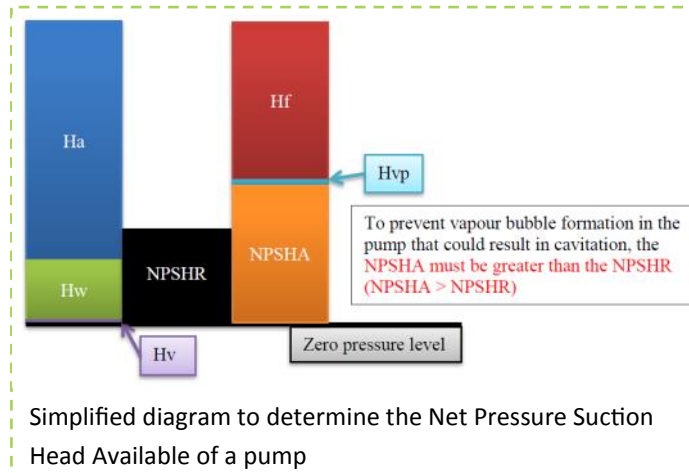 Ha
Hf
Hvp
To prevent vapour bubble formation in the
pump that could result in cavitation, the
NPSHA must be greater than the NPSHR
(NPSHA > NPSHR)
Hw
NPSHR
NPSHA
Hv
Zero pressure level
Simplified diagram to determine the Net Pressure Suction
Head Available of a pump